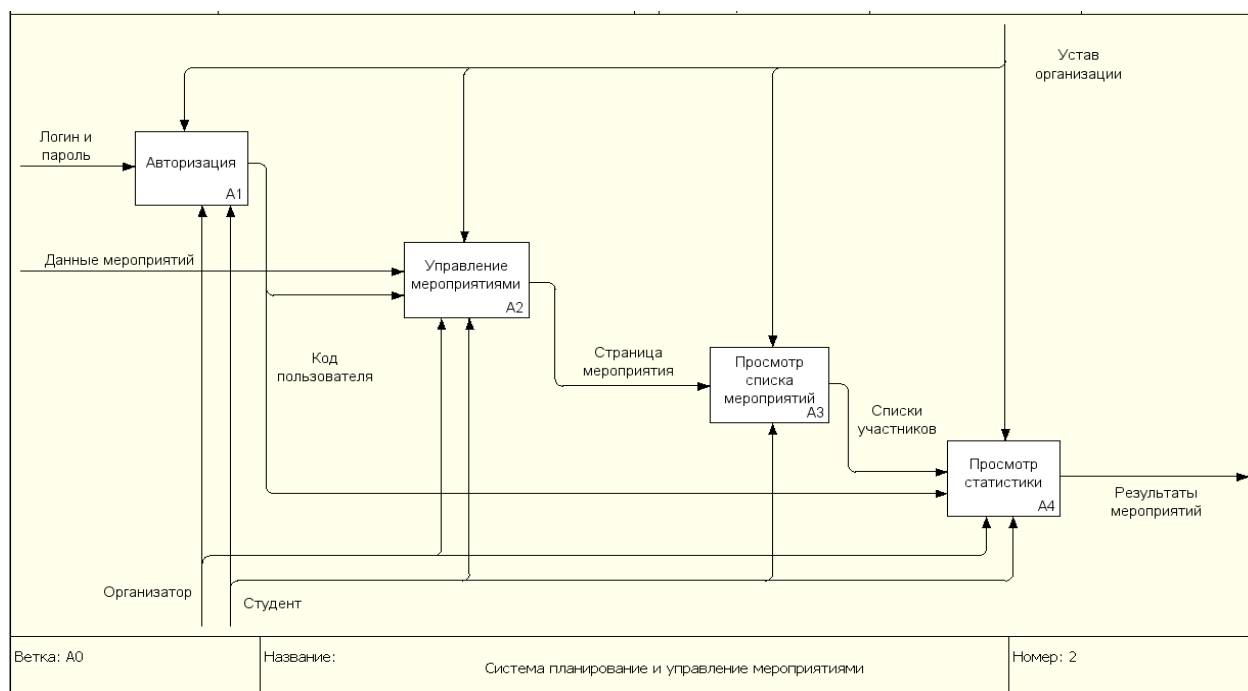 Устав
организации
Логин и
пароль
Авторизация
A1
Данные мероприятий
Управление
мероприятиями
A2
Код
пользователя
Страница
мероприятия
Просмотр
списка
мероприятий
A3
Списки
участников
Просмотр
статистики
A4
Результаты
мероприятий
Организатор
Студент
Ветка: A0
Название:
Система планирование и управление мероприятиями
Номер: 2